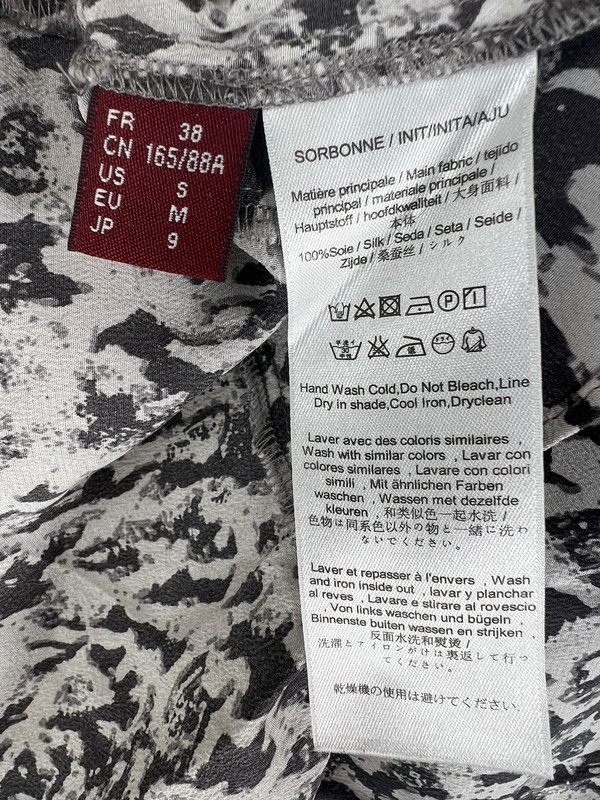 FR 38
CN 165/88A
US S
EU M
JP 9
SORBONNE / INIT/INITA/AJU
Matière principale / Main fabric / tejido
principal / materiale principale /
Hauptstoff / hoofdkwaliteit / 大身面料 /
本体
100%Soie / Silk / Seda / Seta / Seide /
Zijde / 桑蚕丝 / シルク
P
手洗イ
30
中性
Hand Wash Cold,Do Not Bleach,Line
Dry in shade,Cool Iron,Dryclean
Laver avec des coloris similaires ,
Wash with similar colors , Lavar con
colores similares , Lavare con colori
simili , Mit ähnlichen Farben
waschen , Wassen met dezelfde
kleuren , 和类似色一起水洗 /
色物は同系色以外の物と一緒に洗わ
ないでください。
Laver et repasser à l'envers , Wash
and iron inside out , lavar y planchar
al reves , Lavare e stirare al rovescio
, Von links waschen und bügeln ,
Binnenste buiten wassen en strijken ,
反面水洗和熨烫 /
洗濯とアイロンがけは裏返して行っ
てください。
乾燥機の使用は避けてください。